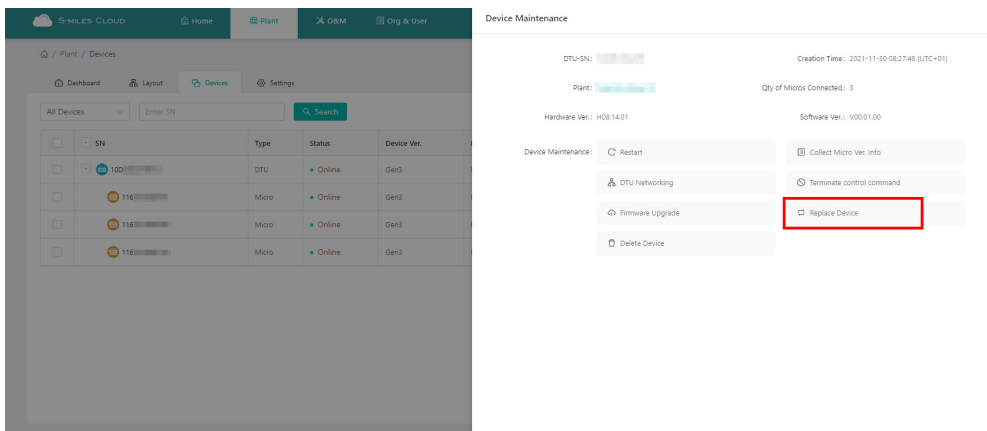 S-MILES CLOUD
Home
Plant
O&M
Org & User
/ Plant / Devices
Dashboard
Layout
Devices
Settings
All Devices
Enter SN
Search
SN
Type
Status
Device Ver.
10D
DTU
Online
Gen3
116
Micro
Online
Gen3
116
Micro
Online
Gen3
116
Micro
Online
Gen3
Device Maintenance
DTU-SN:
Creation Time: 2021-11-30 08:27:48 (UTC+01)
Plant:
Qty of Micros Connected: 3
Hardware Ver.: H08.14.01
Software Ver.: V00.01.00
Device Maintenance:
Restart
Collect Micro Ver. Info
DTU Networking
Terminate control command
Firmware Upgrade
Replace Device
Delete Device